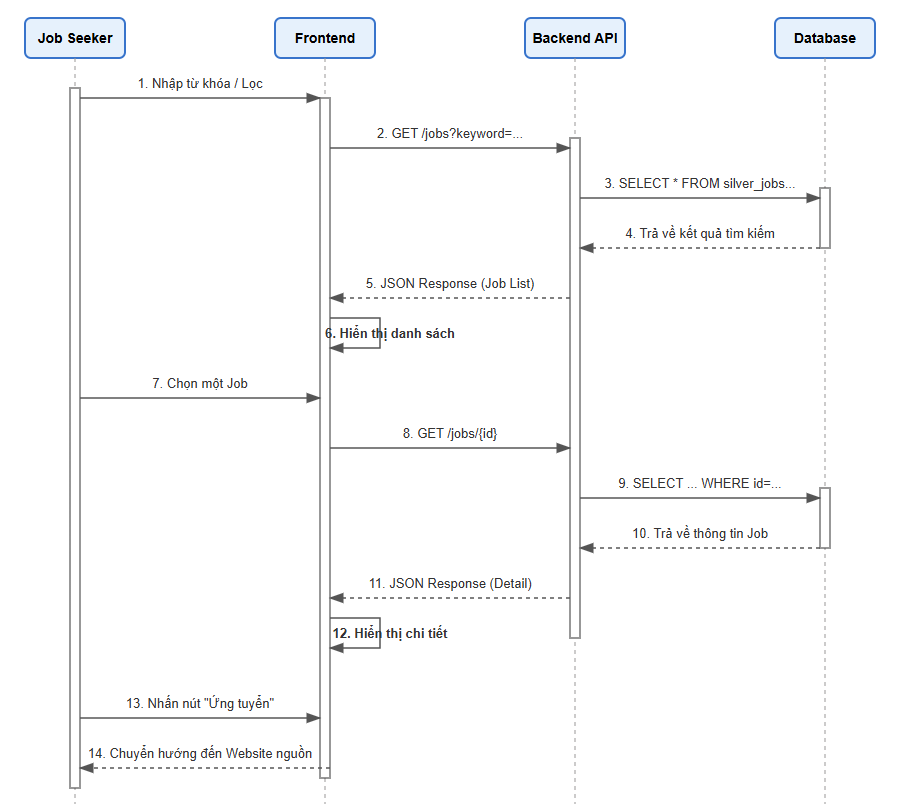 Job Seeker
Frontend
Backend API
Database
1. Nhập từ khóa / Lọc
2. GET /jobs?keyword=...
3. SELECT * FROM silver_jobs...
4. Trả về kết quả tìm kiếm
5. JSON Response (Job List)
6. Hiển thị danh sách
7. Chọn một Job
8. GET /jobs/{id}
9. SELECT ... WHERE id=...
10. Trả về thông tin Job
11. JSON Response (Detail)
12. Hiển thị chi tiết
13. Nhấn nút "Ứng tuyển"
14. Chuyển hướng đến Website nguồn